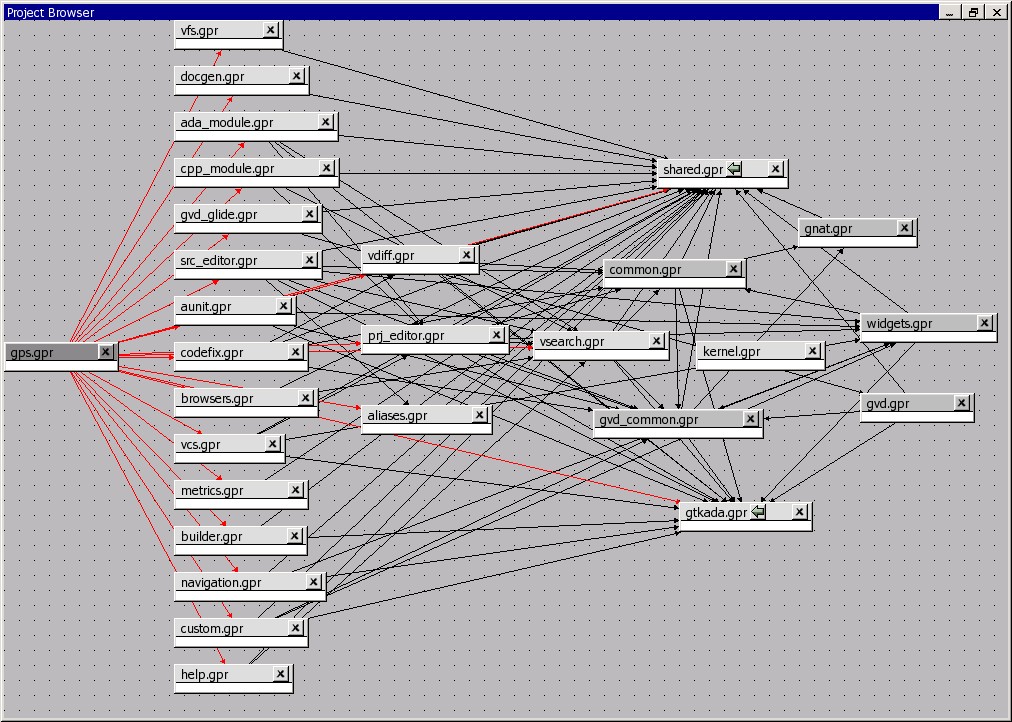 Project Browser
vfs.gpr
docgen.gpr
ada_module.gpr
cpp_module.gpr
shared.gpr
gvd_glide.gpr
gnat.gpr
src_editor.gpr
vdiff.gpr
common.gpr
aunit.gpr
prj_editor.gpr
vsearch.gpr
widgets.gpr
gps.gpr
codefix.gpr
kernel.gpr
browsers.gpr
aliases.gpr
gvd_common.gpr
gvd.gpr
vcs.gpr
metrics.gpr
gtkada.gpr
builder.gpr
navigation.gpr
custom.gpr
help.gpr